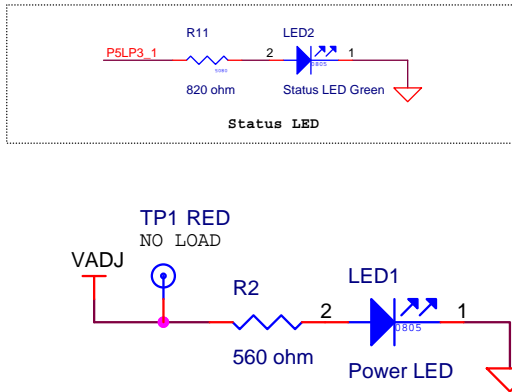 R11 LED2
P5LP3_1 2 1
5080 0805
820 ohm Status LED Green
Status LED
TP1 RED
NO LOAD
VADJ
R2 LED1
2 1
0805
560 ohm Power LED